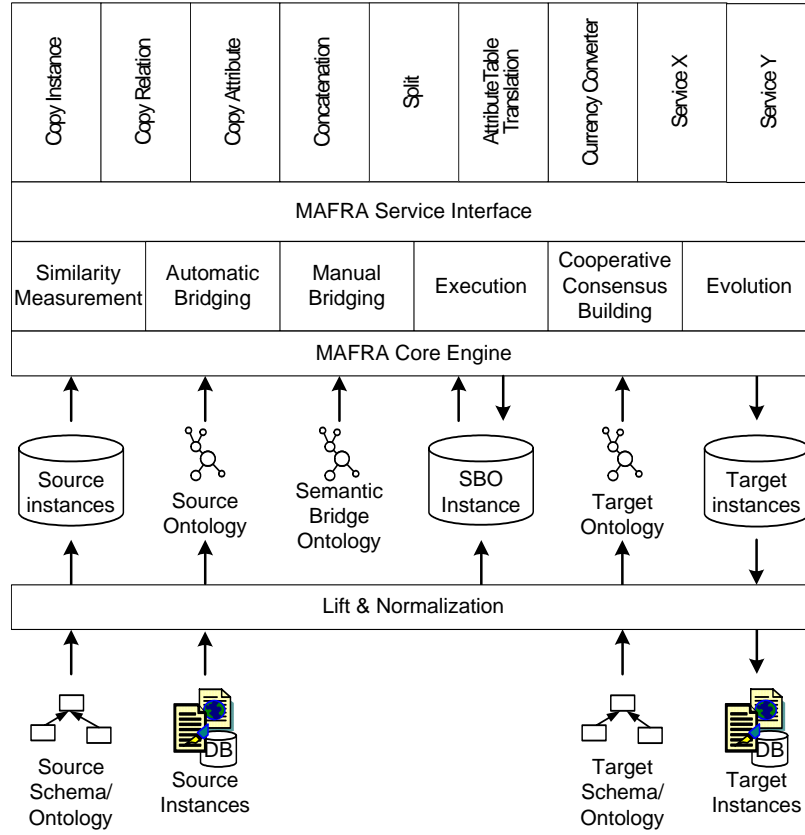 Copy Instance
Copy Relation
Copy Attribute
Concatenation
Split
AttributeTable
Translation
Currency Converter
Service X
Service Y
MAFRA Service Interface
Similarity
Measurement
Automatic
Bridging
Manual
Bridging
Execution
Cooperative
Consensus
Building
Evolution
MAFRA Core Engine
Source
instances
Source
Ontology
Semantic
Bridge
Ontology
SBO
Instance
Target
Ontology
Target
instances
Lift & Normalization
Source
Schema/
Ontology
DB
Source
Instances
Target
Schema/
Ontology
DB
Target
Instances